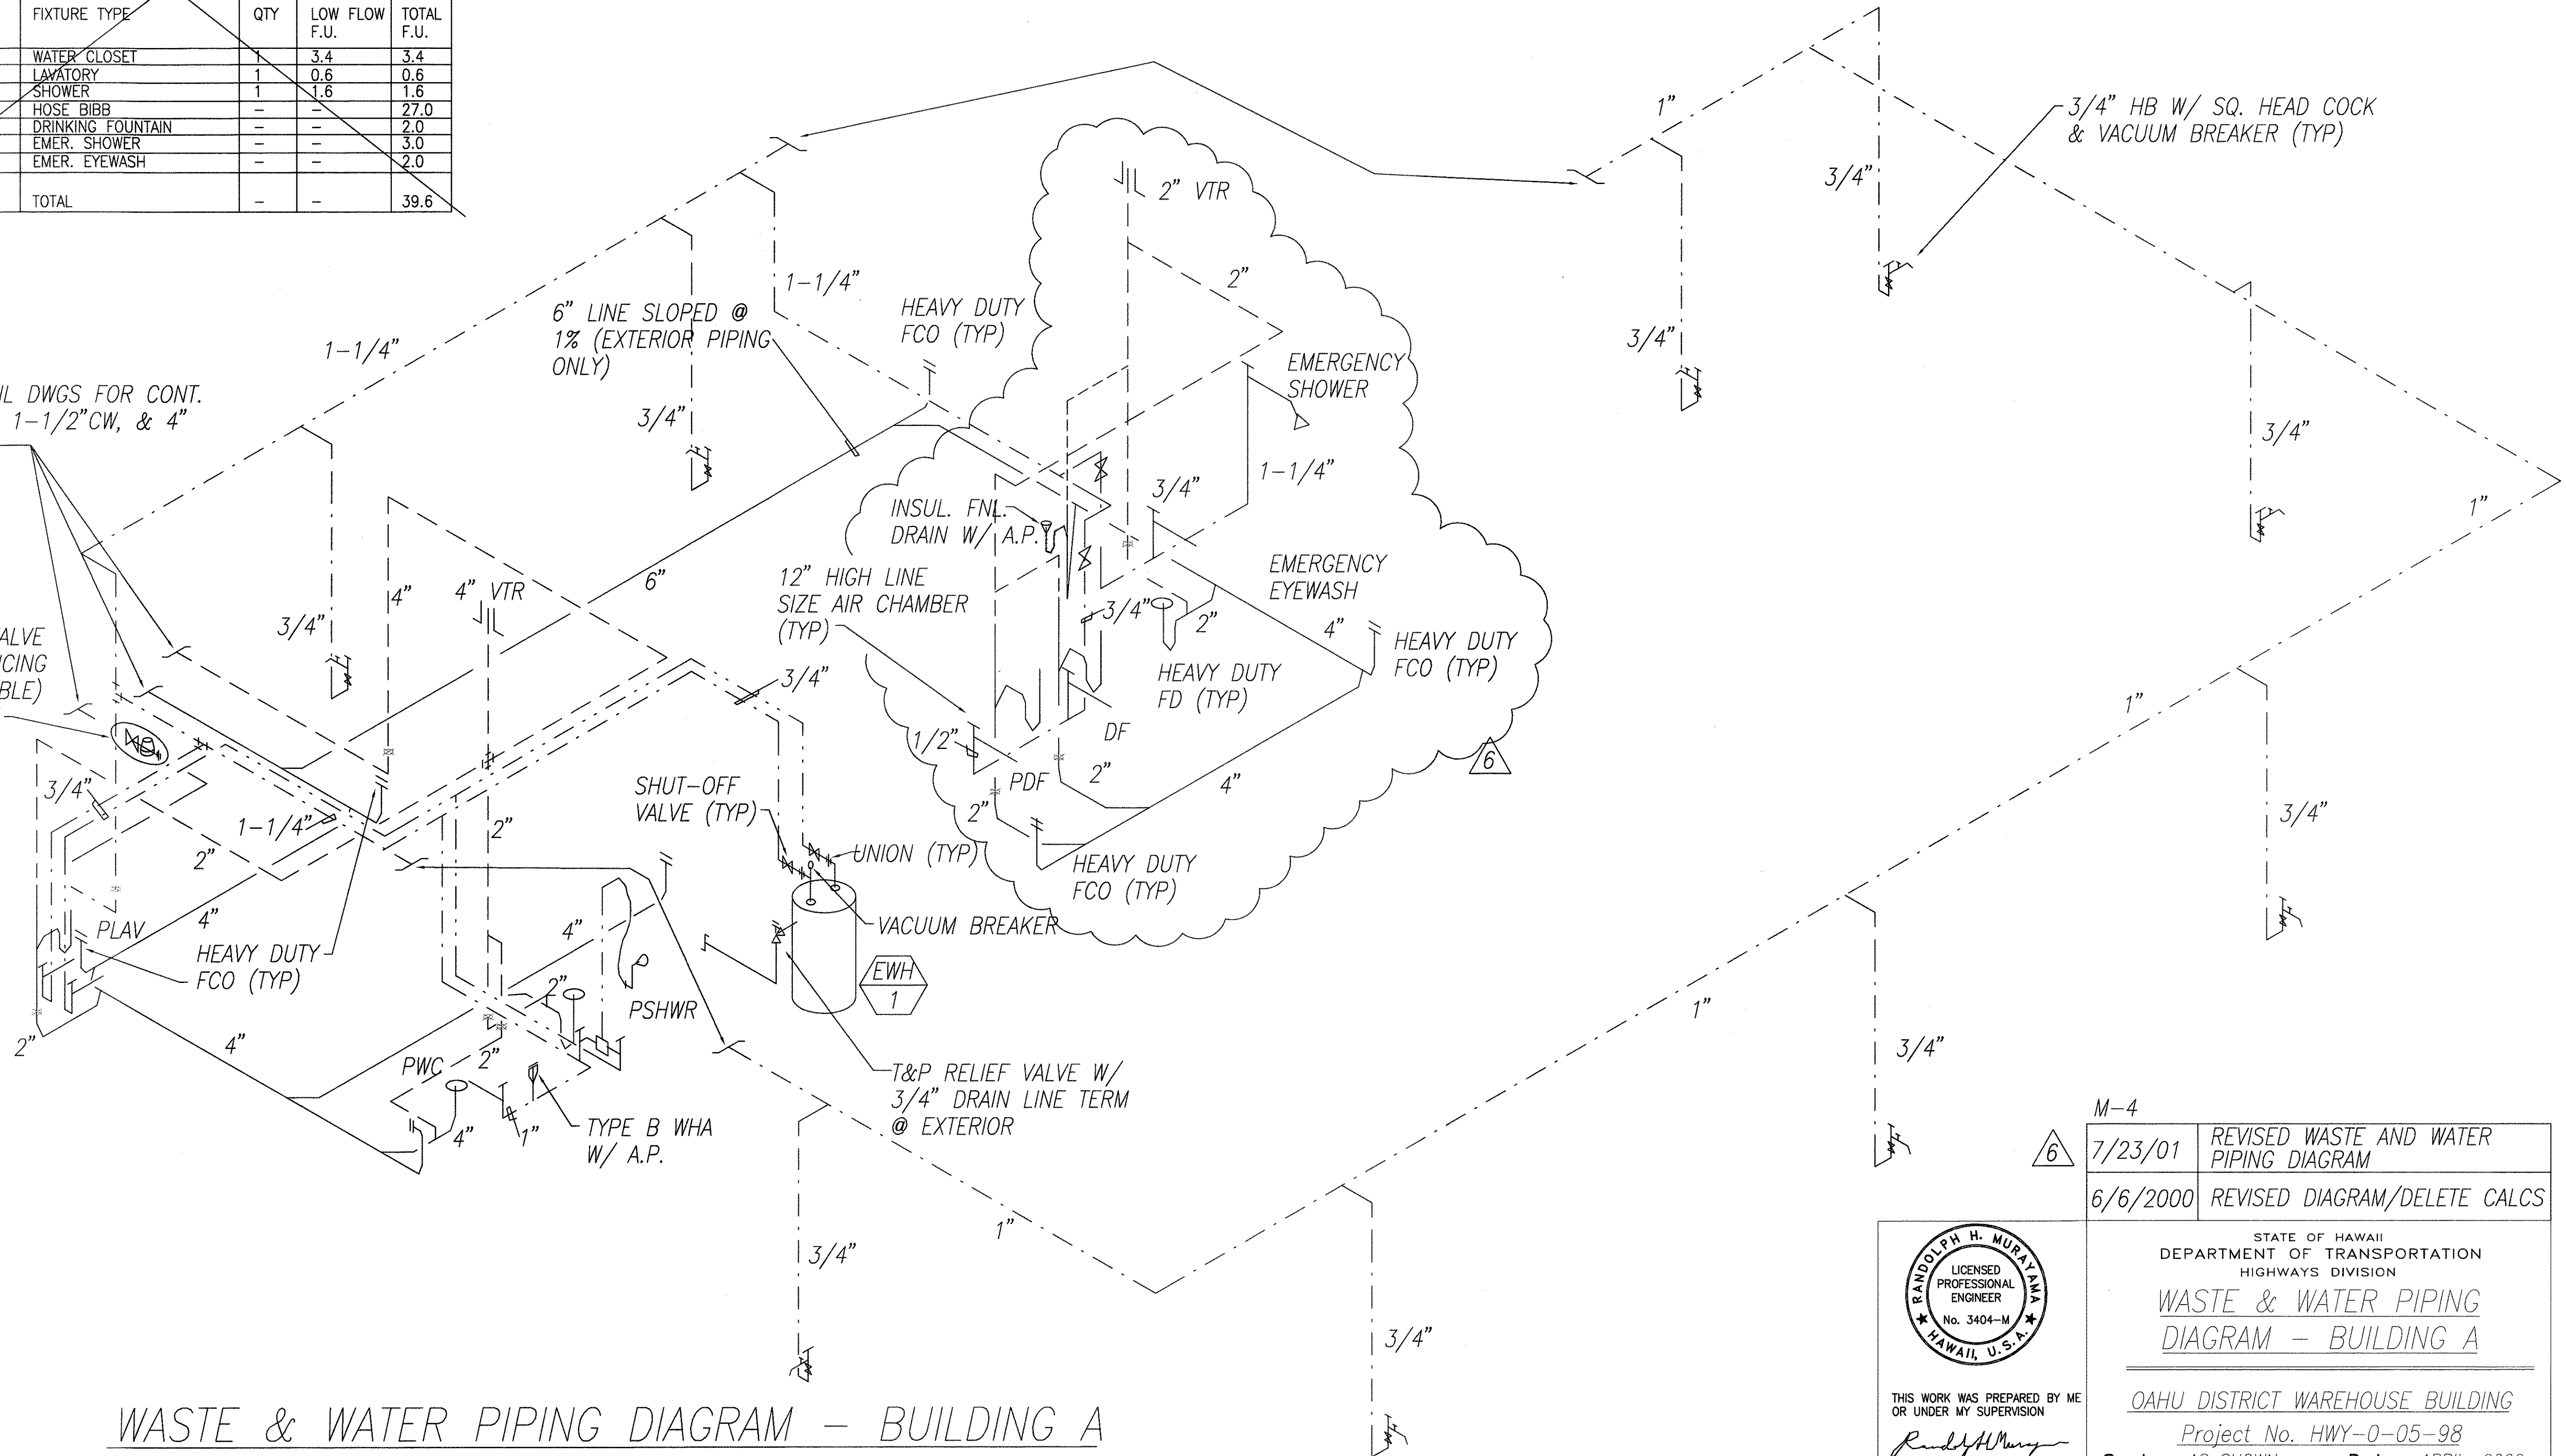 FIXTURE TYPE QTY LOW FLOW F.U. TOTAL F.U.
WATER CLOSET 1 3.4 3.4
LAVATORY 1 0.6 0.6
SHOWER 1 1.6 1.6
HOSE BIBB - - 27.0
DRINKING FOUNTAIN - - 2.0
EMER. SHOWER - - 3.0
EMER. EYEWASH - - 2.0
TOTAL - - 39.6
1"
3/4" HB W/ SQ. HEAD COCK
& VACUUM BREAKER (TYP)
3/4"
2" VTR
2"
1-1/4"
6" LINE SLOPED @
1% (EXTERIOR PIPING
ONLY)
HEAVY DUTY
FCO (TYP)
1-1/4"
3/4"
EMERGENCY
SHOWER
DWGS FOR CONT.
1-1/2"CW, & 4"
3/4"
3/4"
1-1/4"
3/4"
INSUL. FNL.
DRAIN W/ A.P.
1"
EMERGENCY
EYEWASH
12" HIGH LINE
SIZE AIR CHAMBER
(TYP)
6"
4"
4" VTR
3/4"
3/4"
2"
4"
HEAVY DUTY
FCO (TYP)
HEAVY DUTY
FD (TYP)
3/4"
DF
1/2"
PDF
2"
2"
4"
6
1"
3/4"
3/4"
1-1/4"
2"
2"
SHUT-OFF
VALVE (TYP)
UNION (TYP)
HEAVY DUTY
FCO (TYP)
VACUUM BREAKER
PLAV
4"
HEAVY DUTY
FCO (TYP)
4"
EWH
1
2"
PSHWR
2"
4"
PWC
2"
4"
1"
TYPE B WHA
W/ A.P.
T&P RELIEF VALVE W/
3/4" DRAIN LINE TERM
@ EXTERIOR
1"
3/4"
3/4"
1"
3/4"
M-4
6 7/23/01 REVISED WASTE AND WATER
PIPING DIAGRAM
6/6/2000 REVISED DIAGRAM/DELETE CALCS
STATE OF HAWAII
DEPARTMENT OF TRANSPORTATION
HIGHWAYS DIVISION
WASTE & WATER PIPING
DIAGRAM - BUILDING A
OAHU DISTRICT WAREHOUSE BUILDING
Project No. HWY-0-05-98
RANDOLPH H. MURAYAMA
LICENSED
PROFESSIONAL
ENGINEER
No. 3404-M
HAWAII, U.S.A.
THIS WORK WAS PREPARED BY ME
OR UNDER MY SUPERVISION
WASTE & WATER PIPING DIAGRAM - BUILDING A